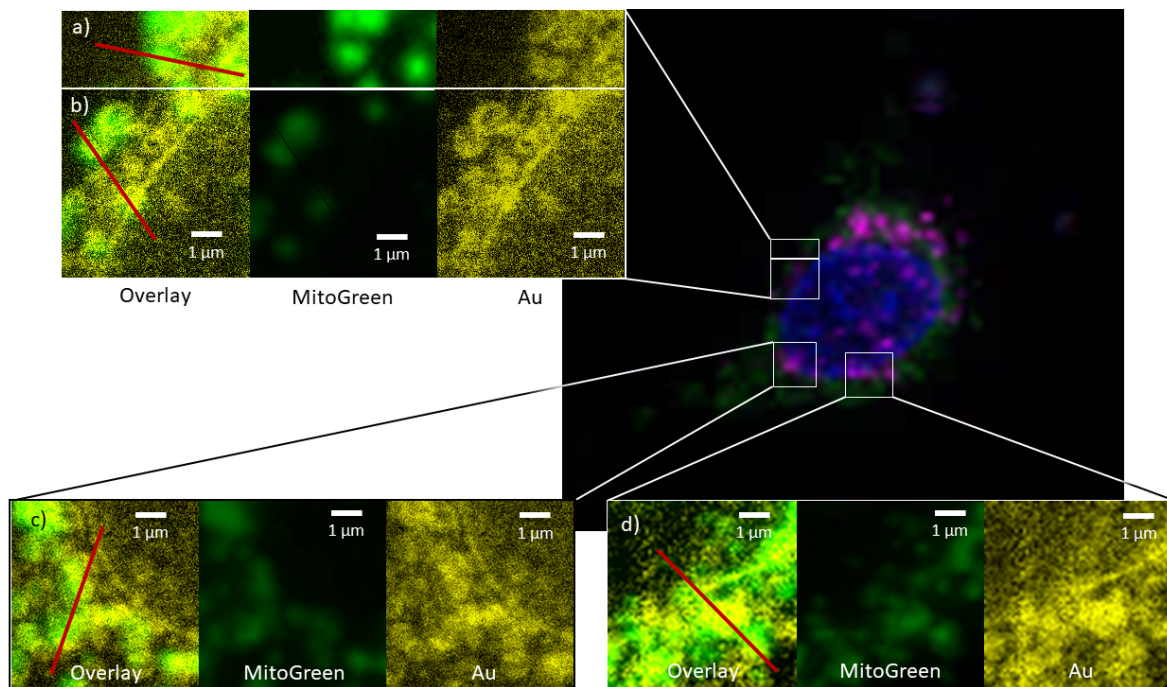 a)
b)
1 µm
1 µm
1 µm
Overlay
MitoGreen
Au
c)
1 µm
1 µm
1 µm
Overlay
MitoGreen
Au
d)
1 µm
1 µm
1 µm
Overlay
MitoGreen
Au